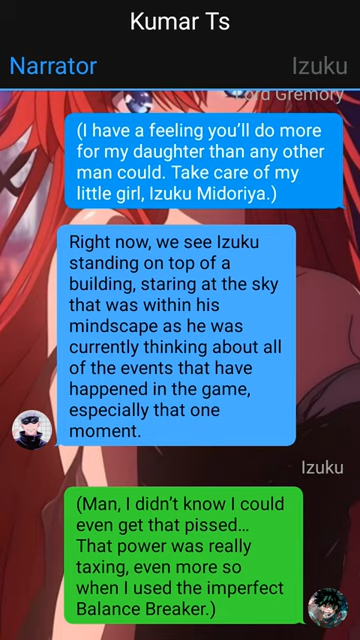 Kumar Ts
Narrator
Izuku
Lord Gremory
(I have a feeling you’ll do more
for my daughter than any other
man could. Take care of my
little girl, Izuku Midoriya.)
Right now, we see Izuku
standing on top of a
building, staring at the sky
that was within his
mindscape as he was
currently thinking about all
of the events that have
happened in the game,
especially that one
moment.
Izuku
(Man, I didn’t know I could
even get that pissed…
That power was really
taxing, even more so
when I used the imperfect
Balance Breaker.)